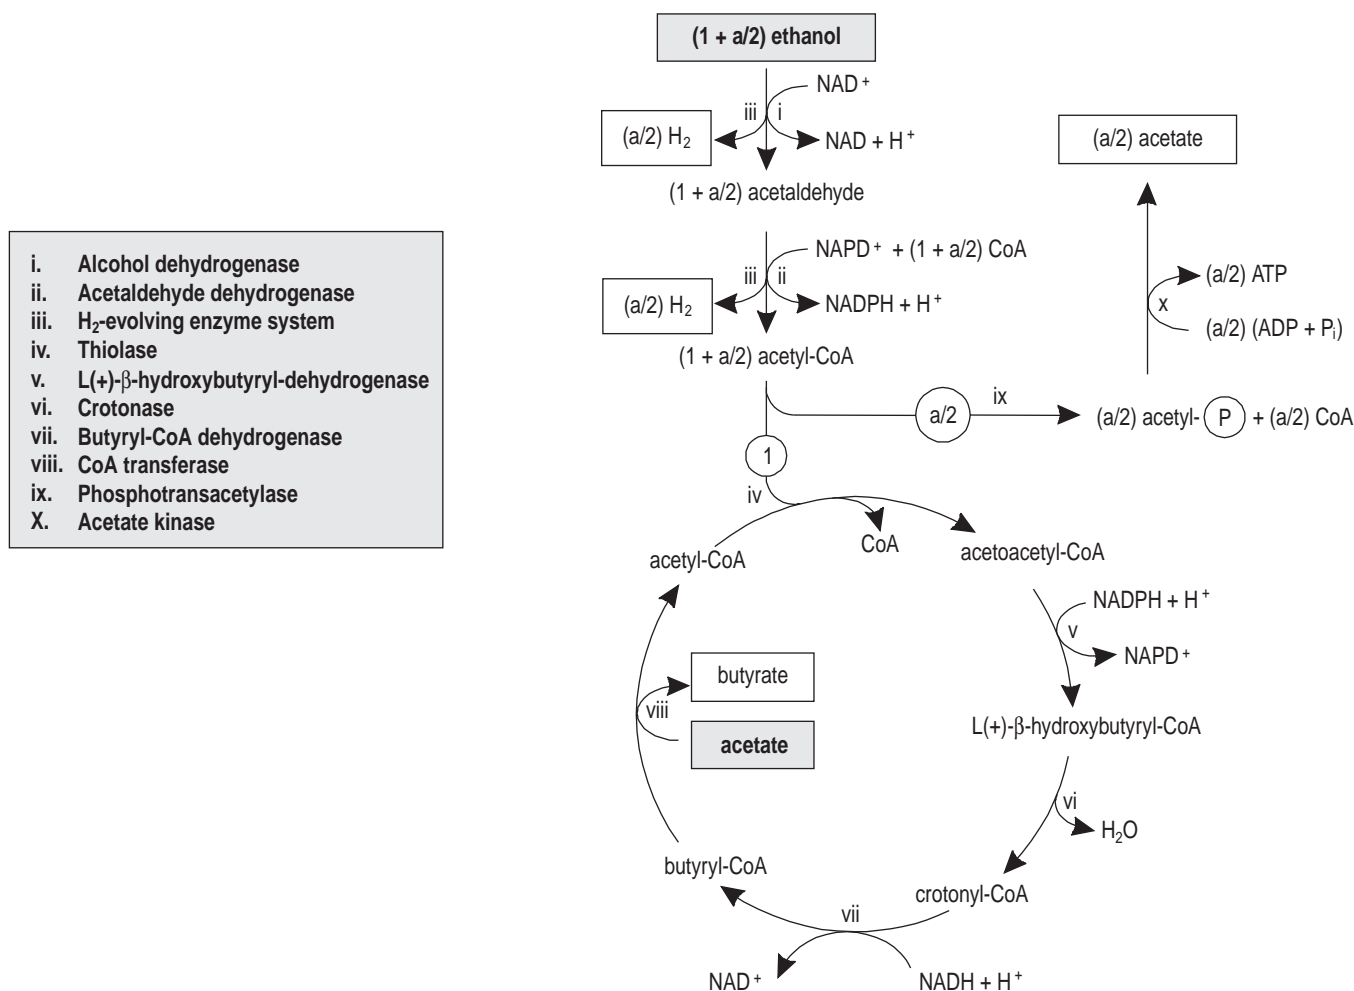 (1 + a/2) ethanol
NAD⁺
iii
i
(a/2) H₂
NAD + H⁺
(a/2) acetate
(1 + a/2) acetaldehyde
NAPD⁺ + (1 + a/2) CoA
iii
ii
(a/2) H₂
NADPH + H⁺
(1 + a/2) acetyl-CoA
(a/2) ATP
x
(a/2) (ADP + Pᵢ)
a/2
ix
(a/2) acetyl- P + (a/2) CoA
1
iv
i. Alcohol dehydrogenase
ii. Acetaldehyde dehydrogenase
iii. H₂-evolving enzyme system
iv. Thiolase
v. L(+)-β-hydroxybutyryl-dehydrogenase
vi. Crotonase
vii. Butyryl-CoA dehydrogenase
viii. CoA transferase
ix. Phosphotransacetylase
X. Acetate kinase
acetyl-CoA
CoA
acetoacetyl-CoA
NADPH + H⁺
v
NAPD⁺
butyrate
viii
acetate
L(+)-β-hydroxybutyryl-CoA
vi
H₂O
butyryl-CoA
crotonyl-CoA
vii
NAD⁺
NADH + H⁺